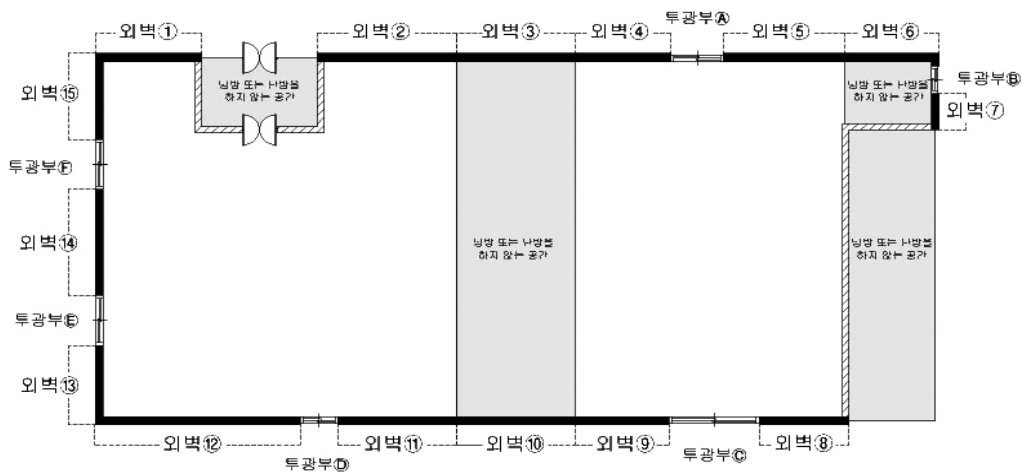 투광부Ⓐ
외벽① 외벽② 외벽③ 외벽④ 외벽⑤ 외벽⑥
냉방 또는 난방을
하지 않는 공간
냉방 또는 난방을
하지 않는 공간
투광부Ⓑ
외벽⑮
외벽⑦
투광부Ⓕ
외벽⑭
냉방 또는 난방을
하지 않는 공간
냉방 또는 난방을
하지 않는 공간
투광부Ⓔ
외벽⑬
외벽⑫ 외벽⑪ 외벽⑩ 외벽⑨ 외벽⑧
투광부Ⓓ
투광부Ⓒ